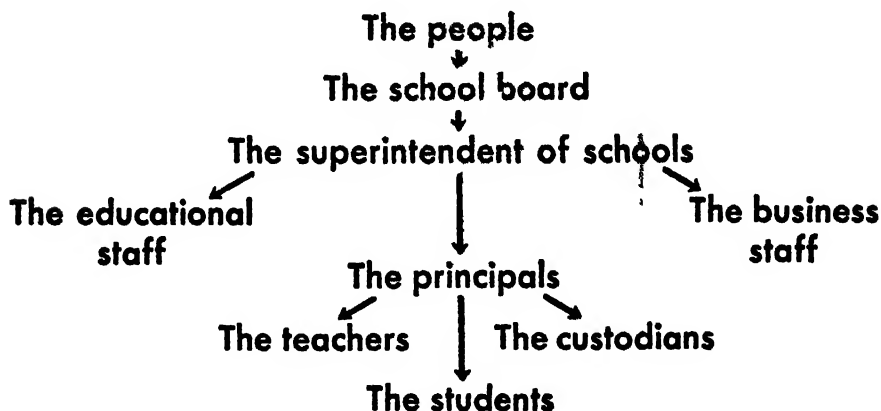 The people
The school board
The superintendent of schools
The educational staff
The business staff
The principals
The teachers
The custodians
The students